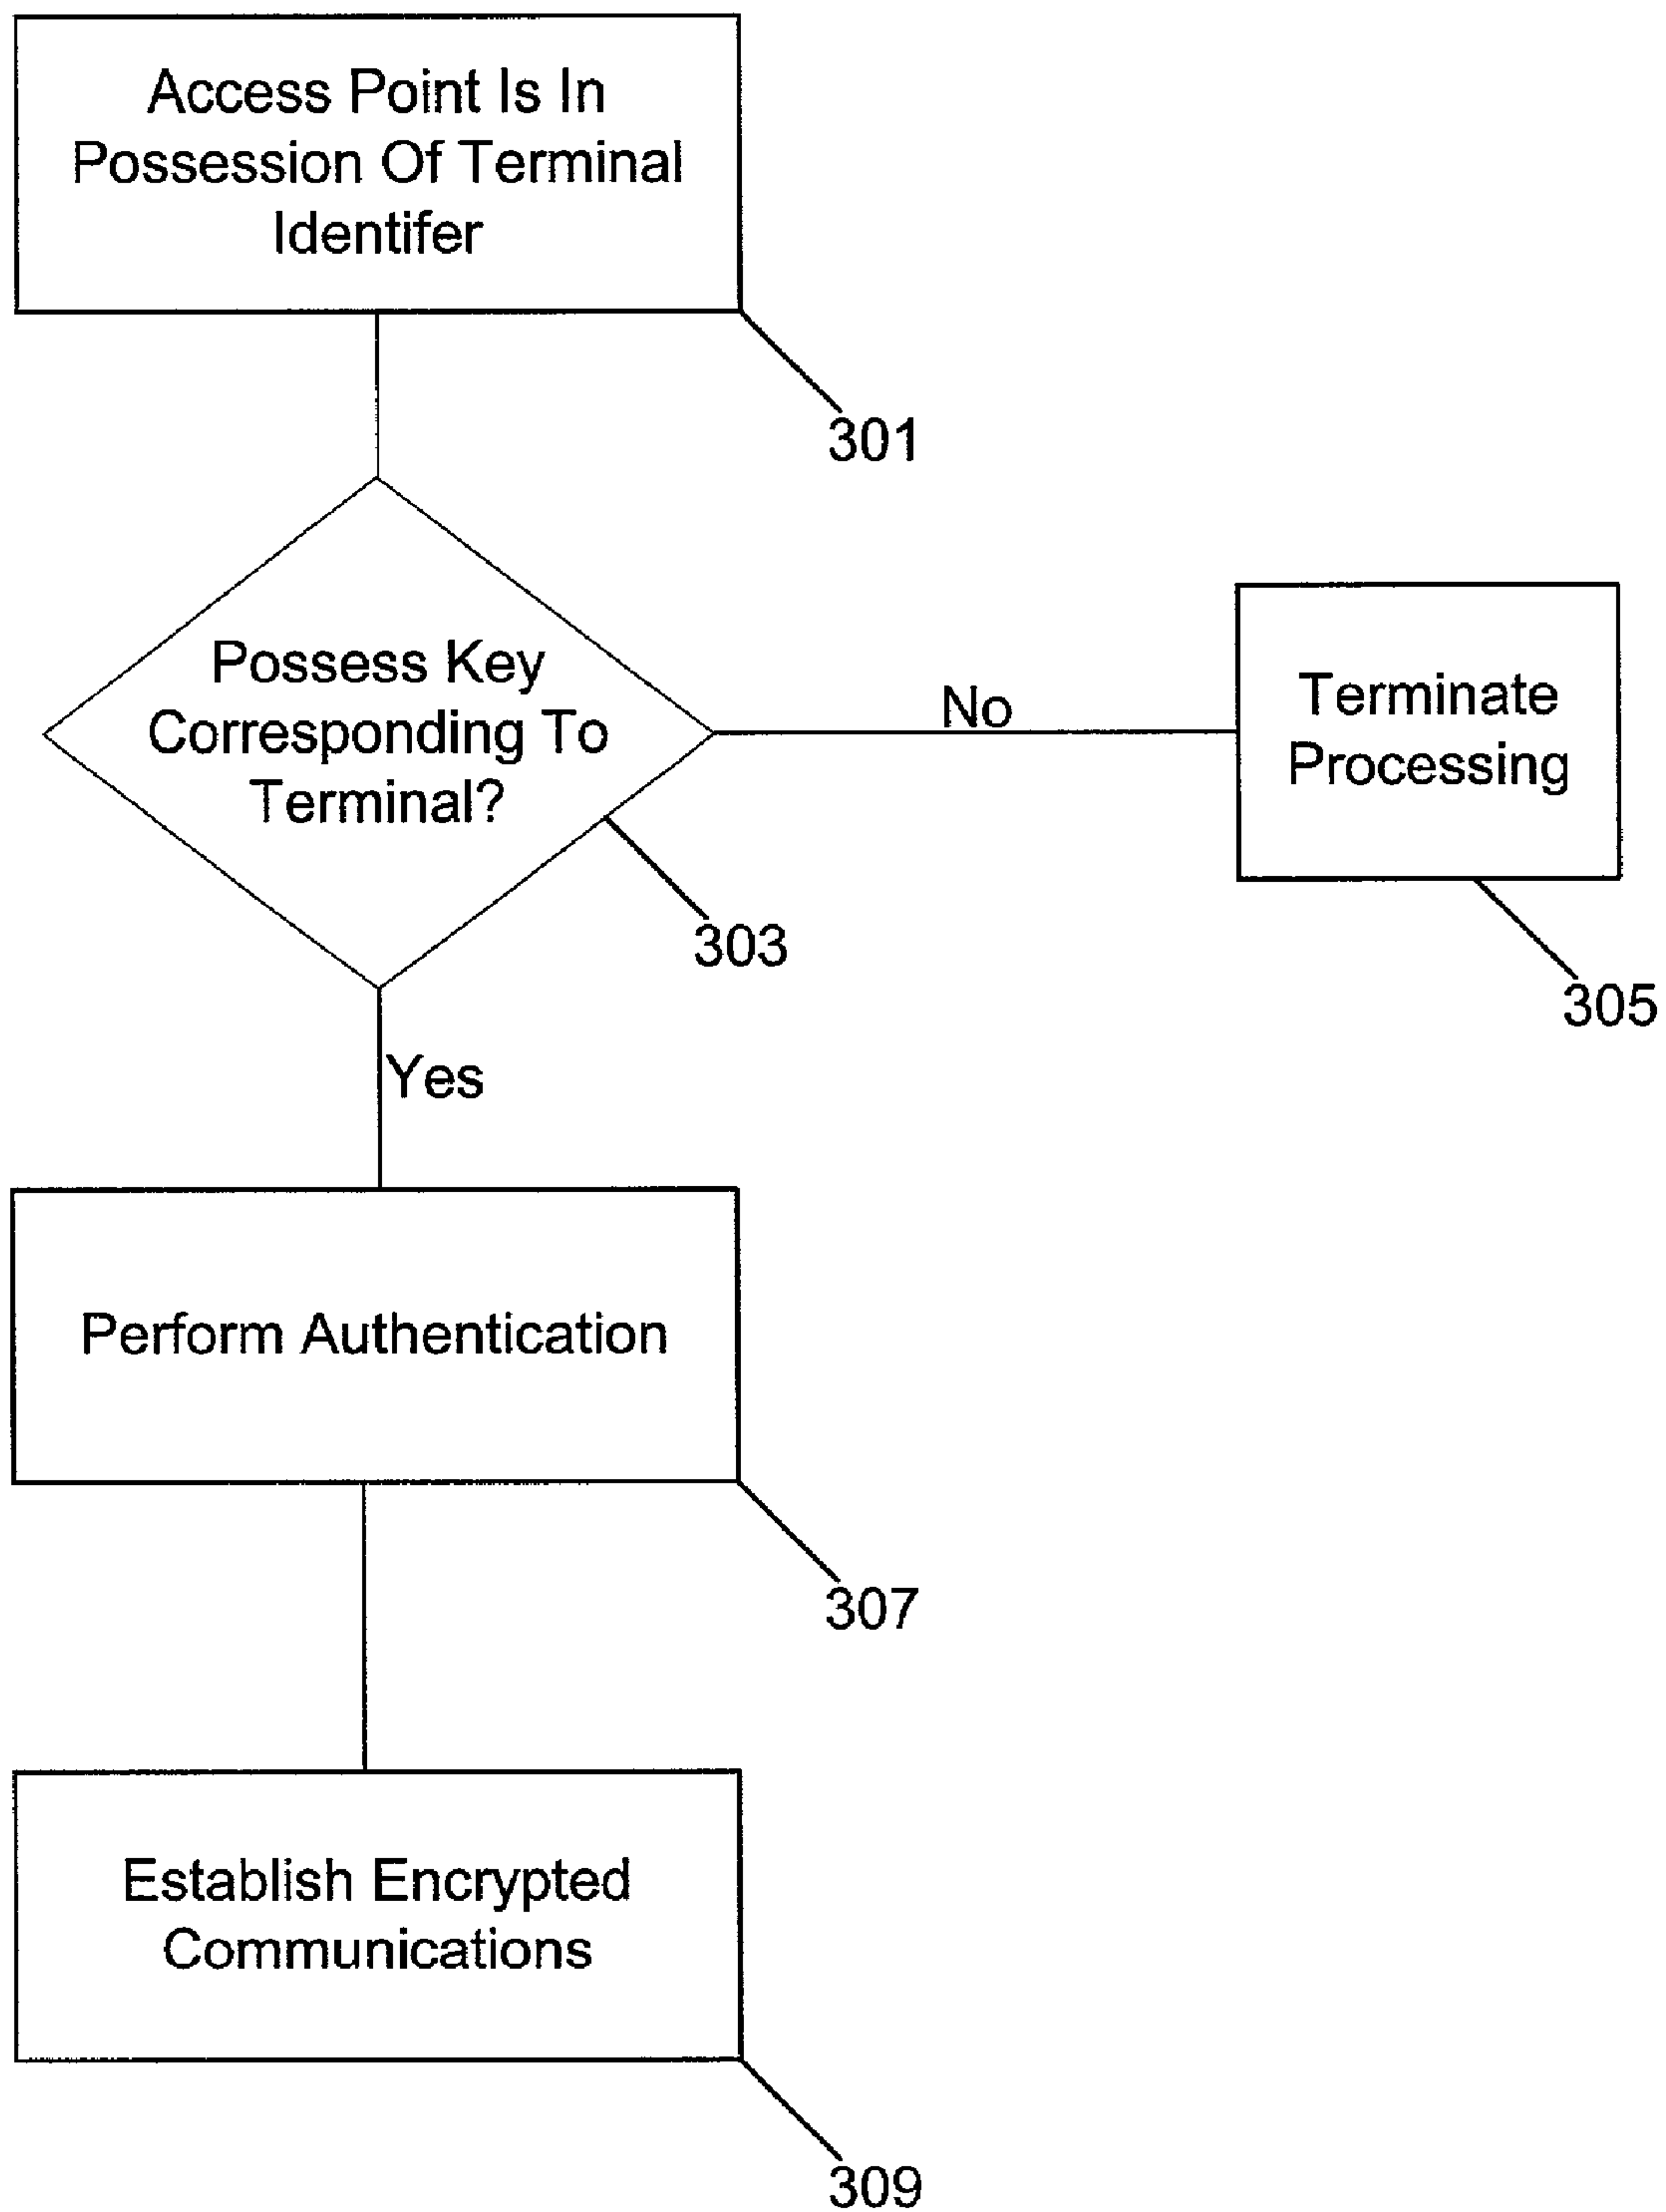 Access Point Is In
Possession Of Terminal
Identifer
301
Possess Key
Corresponding To
Terminal?
No
Terminate
Processing
303
305
Yes
Perform Authentication
307
Establish Encrypted
Communications
309